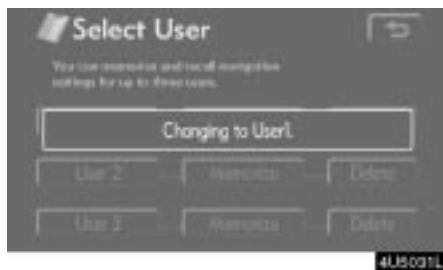 Select User
You can memorize and recall navigation
settings for up to three users.
Changing to User1.
User 2 Memorize Delete
User 3 Memorize Delete
4U5031L